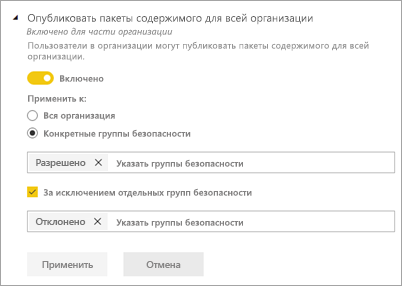 Опубликовать пакеты содержимого для всей организации
Включено для части организации
Пользователи в организации могут публиковать пакеты содержимого для всей
организации.
Включено
Применить к:
Вся организация
Конкретные группы безопасности
Разрешено Указать группы безопасности
За исключением отдельных групп безопасности
Отклонено Указать группы безопасности
Применить Отмена